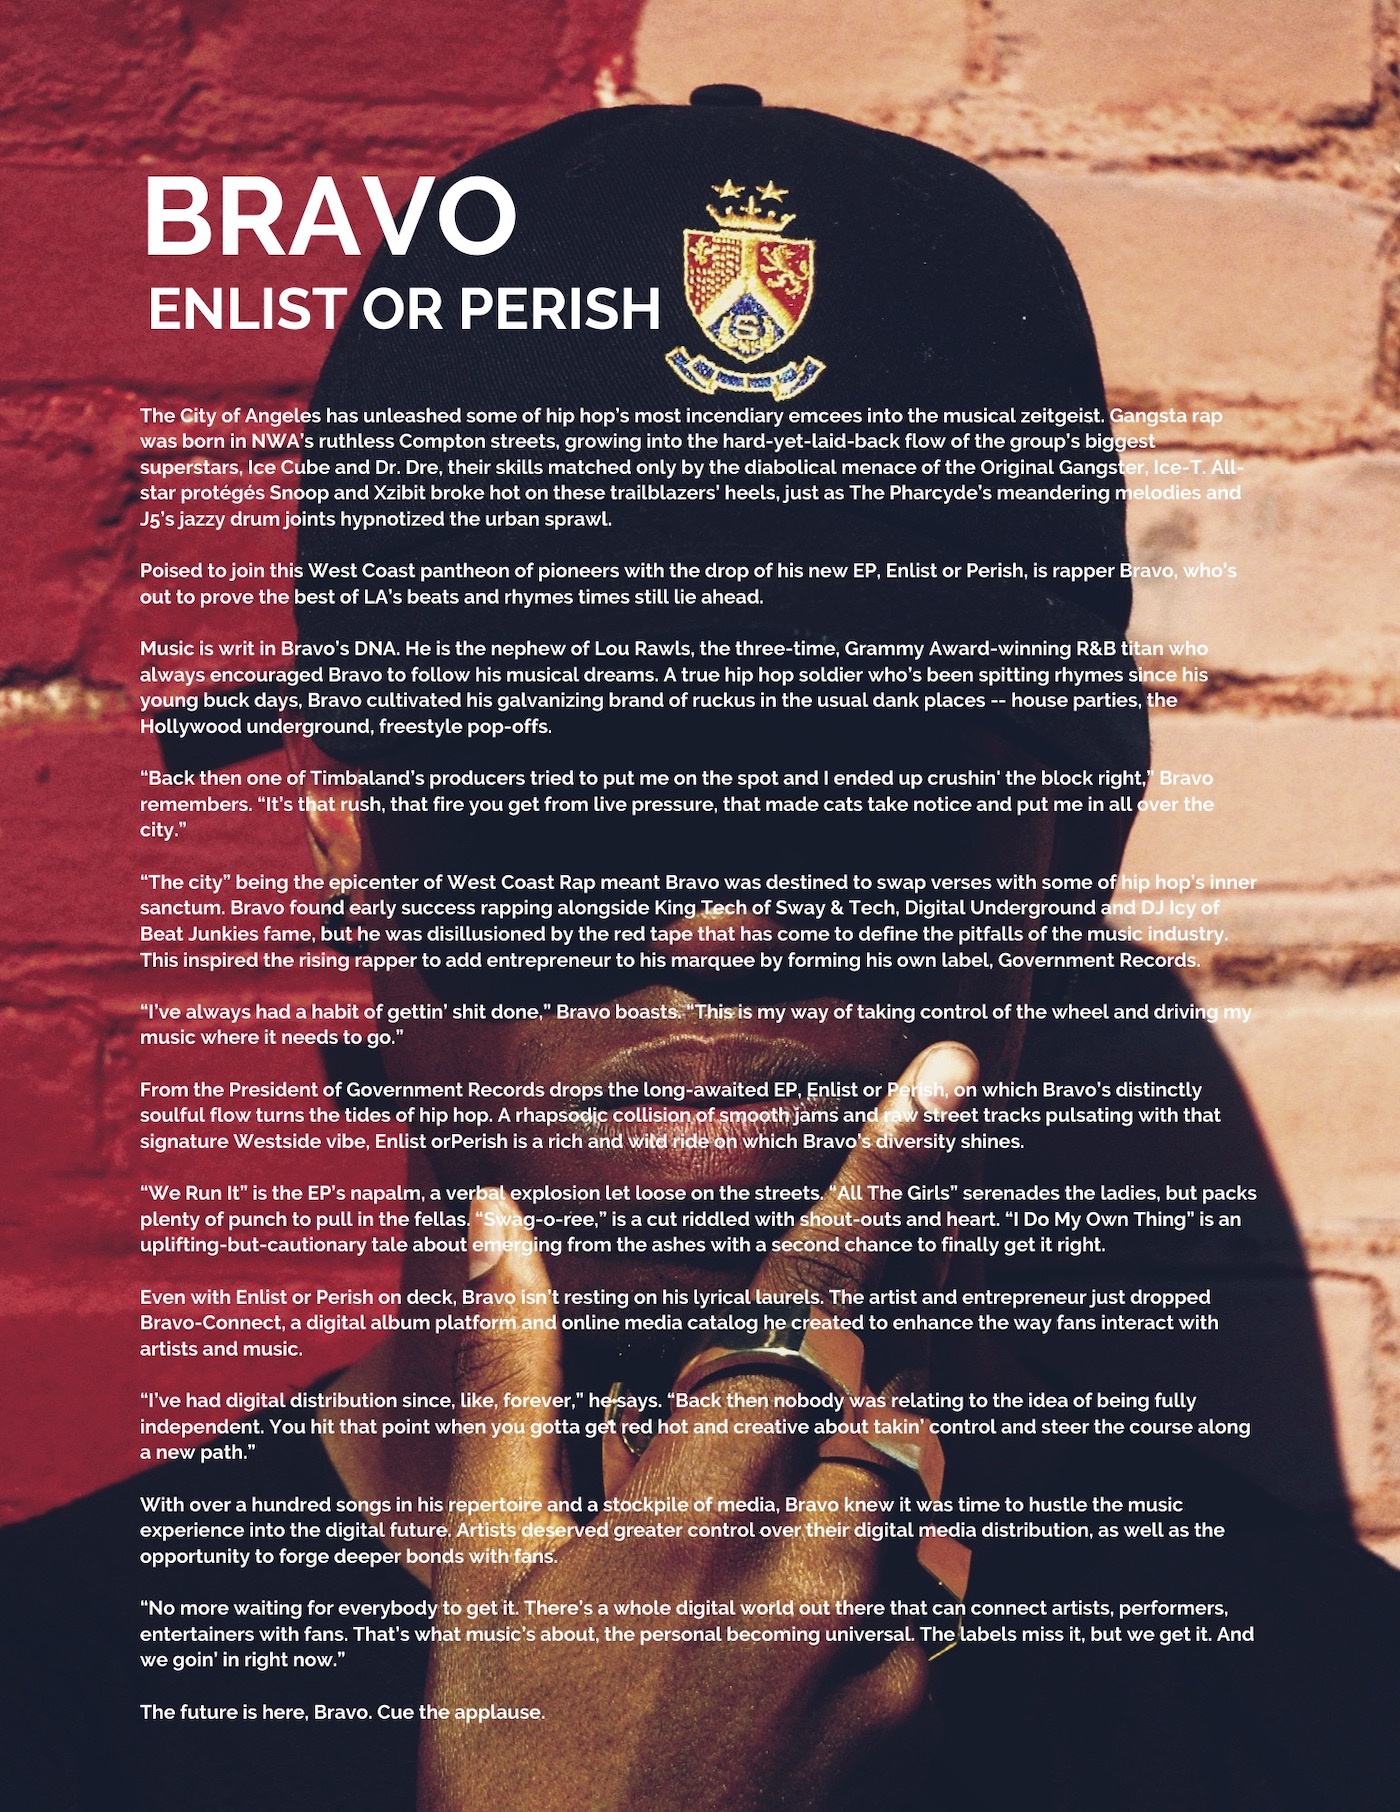 BRAVO
ENLIST OR PERISH
The City of Angeles has unleashed some of hip hop’s most incendiary emcees into the musical zeitgeist. Gangsta rap
was born in NWA’s ruthless Compton streets, growing into the hard-yet-laid-back flow of the group’s biggest
superstars, Ice Cube and Dr. Dre, their skills matched only by the diabolical menace of the Original Gangster, Ice-T. All-
star protégés Snoop and Xzibit broke hot on these trailblazers’ heels, just as The Pharcyde’s meandering melodies and
J5’s jazzy drum joints hypnotized the urban sprawl.
Poised to join this West Coast pantheon of pioneers with the drop of his new EP, Enlist or Perish, is rapper Bravo, who’s
out to prove the best of LA’s beats and rhymes times still lie ahead.
Music is writ in Bravo’s DNA. He is the nephew of Lou Rawls, the three-time, Grammy Award-winning R&B titan who
always encouraged Bravo to follow his musical dreams. A true hip hop soldier who’s been spitting rhymes since his
young buck days, Bravo cultivated his galvanizing brand of ruckus in the usual dank places -- house parties, the
Hollywood underground, freestyle pop-offs.
“Back then one of Timbaland’s producers tried to put me on the spot and I ended up crushin' the block right,” Bravo
remembers. “It’s that rush, that fire you get from live pressure, that made cats take notice and put me in all over the
city.”
“The city” being the epicenter of West Coast Rap meant Bravo was destined to swap verses with some of hip hop’s inner
sanctum. Bravo found early success rapping alongside King Tech of Sway & Tech, Digital Underground and DJ Icy of
Beat Junkies fame, but he was disillusioned by the red tape that has come to define the pitfalls of the music industry.
This inspired the rising rapper to add entrepreneur to his marquee by forming his own label, Government Records.
“I’ve always had a habit of gettin’ shit done,” Bravo boasts. “This is my way of taking control of the wheel and driving my
music where it needs to go.”
From the President of Government Records drops the long-awaited EP, Enlist or Perish, on which Bravo’s distinctly
soulful flow turns the tides of hip hop. A rhapsodic collision of smooth jams and raw street tracks pulsating with that
signature Westside vibe, Enlist orPerish is a rich and wild ride on which Bravo’s diversity shines.
“We Run It” is the EP’s napalm, a verbal explosion let loose on the streets. “All The Girls” serenades the ladies, but packs
plenty of punch to pull in the fellas. “Swag-o-ree,” is a cut riddled with shout-outs and heart. “I Do My Own Thing” is an
uplifting-but-cautionary tale about emerging from the ashes with a second chance to finally get it right.
Even with Enlist or Perish on deck, Bravo isn’t resting on his lyrical laurels. The artist and entrepreneur just dropped
Bravo-Connect, a digital album platform and online media catalog he created to enhance the way fans interact with
artists and music.
“I’ve had digital distribution since, like, forever,” he says. “Back then nobody was relating to the idea of being fully
independent. You hit that point when you gotta get red hot and creative about takin’ control and steer the course along
a new path.”
With over a hundred songs in his repertoire and a stockpile of media, Bravo knew it was time to hustle the music
experience into the digital future. Artists deserved greater control over their digital media distribution, as well as the
opportunity to forge deeper bonds with fans.
“No more waiting for everybody to get it. There’s a whole digital world out there that can connect artists, performers,
entertainers with fans. That’s what music’s about, the personal becoming universal. The labels miss it, but we get it. And
we goin’ in right now.”
The future is here, Bravo. Cue the applause.